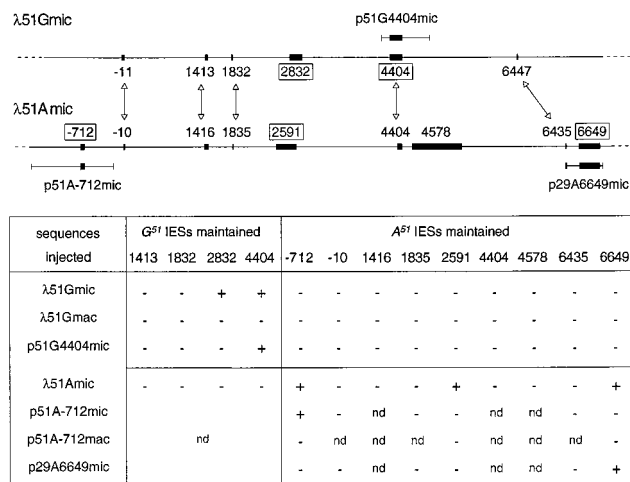 λ51Gmic
p51G4404mic
-11 1413 1832 2832 4404 6447
λ51Amic
-712 -10 1416 1835 2591 4404 4578 6435 6649
p51A-712mic p29A6649mic
sequences G51 IESs maintained A51 IESs maintained
injected 1413 1832 2832 4404 -712 -10 1416 1835 2591 4404 4578 6435 6649
λ51Gmic - - + + - - - - - - - - -
λ51Gmac - - - - - - - - - - - - -
p51G4404mic - - - + - - - - - - - - -
λ51Amic - - - - + - - - + - - - +
p51A-712mic + - nd - - nd nd - -
p51A-712mac nd - nd nd nd - nd nd nd -
p29A6649mic - - nd - - nd nd - +